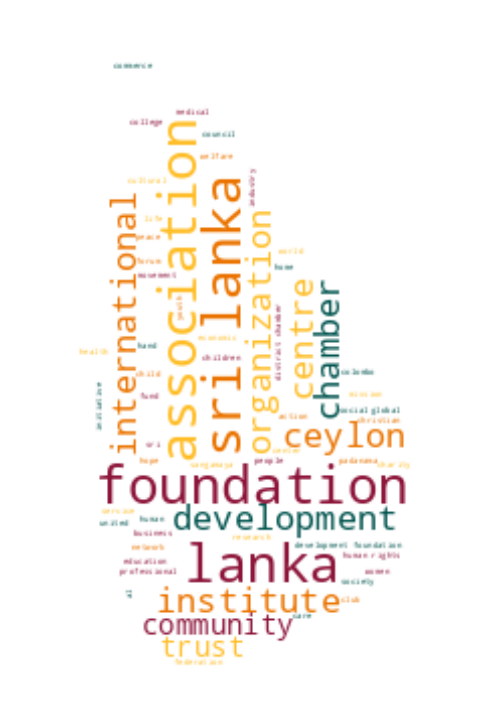 commerce
medical
college
council
welfare
association
sri lanka
industry
cultural
international
organization
life
peace
world
forum
home
movement
centre
chamber
youth
district chamber
economic
hand
health
children
colombo
child
initiative
fund
mission
social global
action
christian
ceylon
sri
hope
sangamaya
people
padanama
charity
foundation
service
development
united
human
business
research
network
development foundation
lanka
human rights
education
professional
women
society
institute
club
community
care
trust
federation